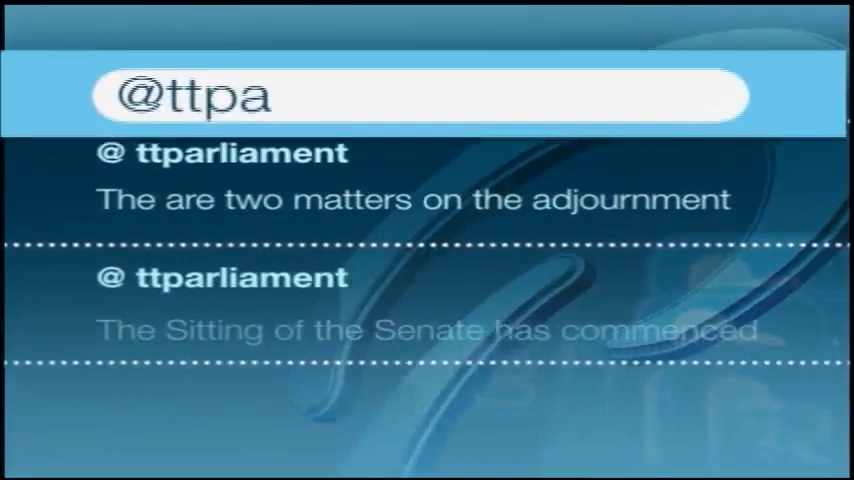 @ttpa
@ ttparliament
The are two matters on the adjournment
@ ttparliament
The Sitting of the Senate has commenced